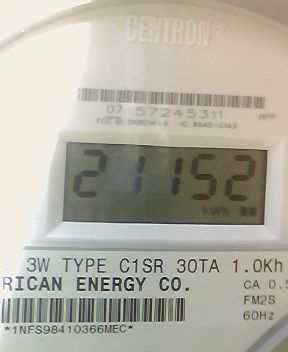 CENTRON®
07 57245311
21152
kWh
3W TYPE C1SR 30TA 1.0Kh
RICAN ENERGY CO.
CA 0.5
FM2S
60Hz
*1NFS98410366MEC*